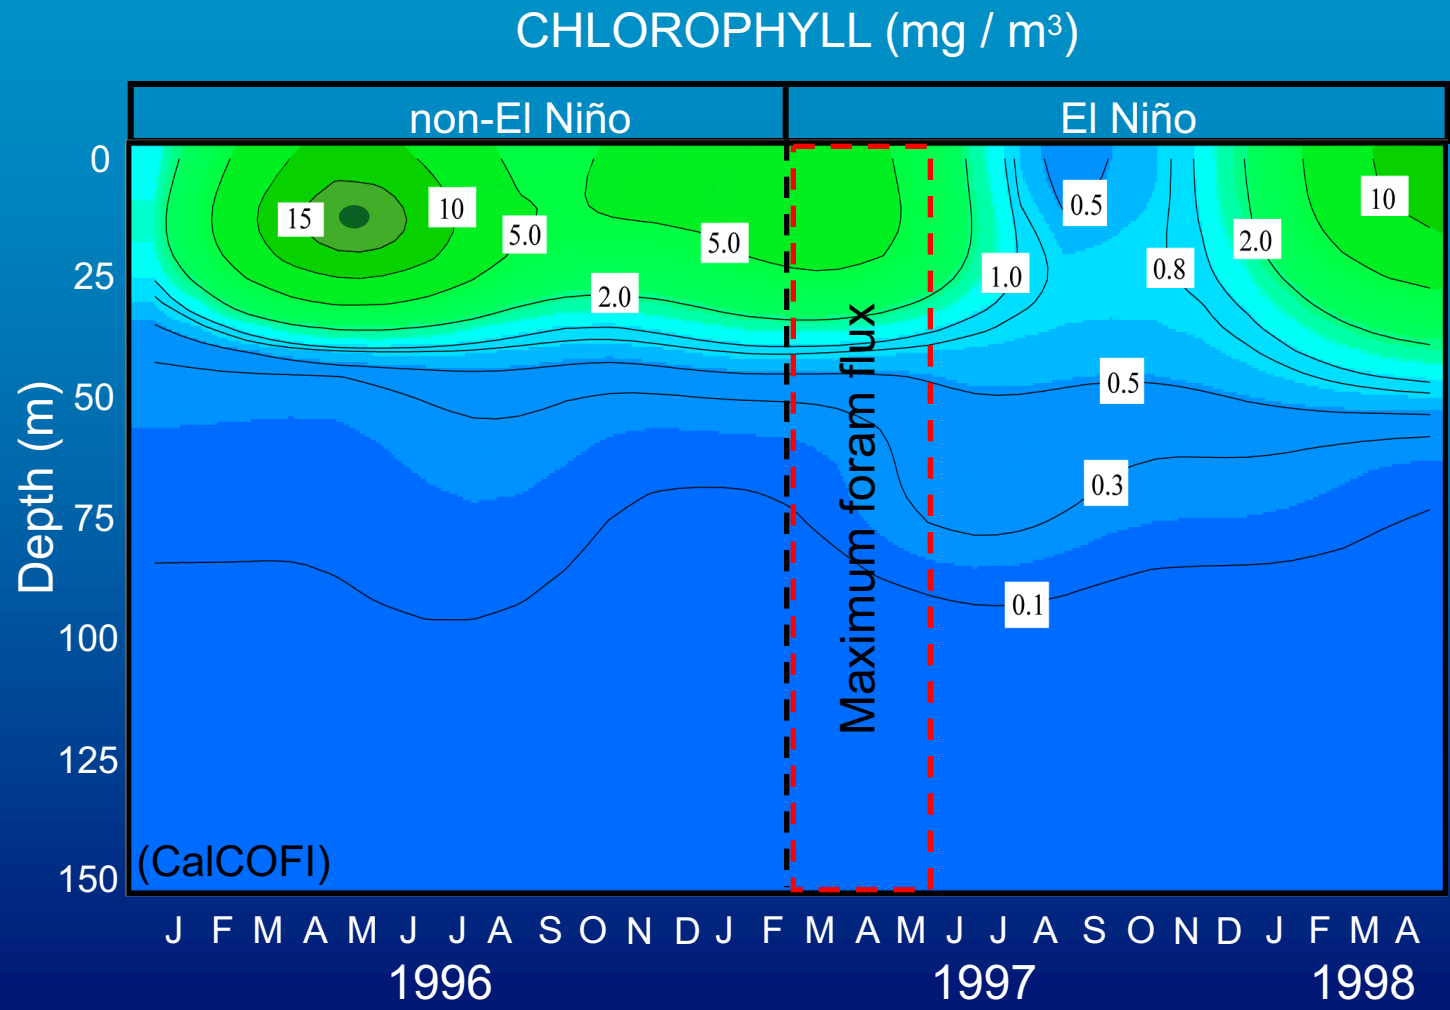 CHLOROPHYLL (mg / m³)
non-El Niño
El Niño
0
25
50
75
100
125
150
Depth (m)
15
10
5.0
2.0
5.0
1.0
0.5
0.8
2.0
10
0.5
0.3
0.1
Maximum foram flux
(CalCOFI)
J F M A M J J A S O N D J F M A M J J A S O N D J F M A
1996 1997 1998